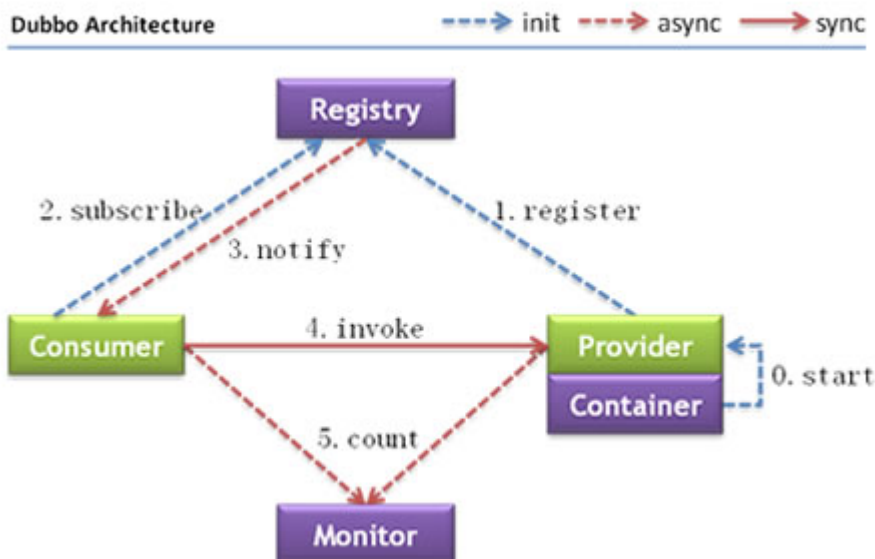 Dubbo Architecture
init
async
sync
Registry
2. subscribe
1. register
3. notify
4. invoke
Consumer
Provider
0. start
Container
5. count
Monitor